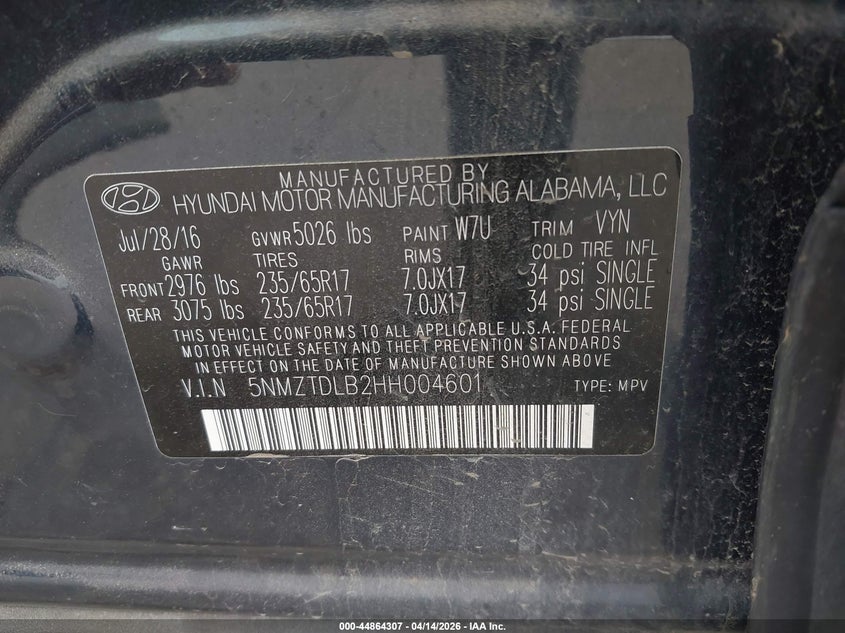 MANUFACTURED BY
HYUNDAI MOTOR MANUFACTURING ALABAMA, LLC
Jul/28/16 GVWR 5026 lbs PAINT W7U TRIM VYN
GAWR TIRES RIMS COLD TIRE INFL
FRONT 2976 lbs 235/65R17 7.0JX17 34 psi SINGLE
REAR 3075 lbs 235/65R17 7.0JX17 34 psi SINGLE
THIS VEHICLE CONFORMS TO ALL APPLICABLE U.S.A. FEDERAL
MOTOR VEHICLE SAFETY AND THEFT PREVENTION STANDARDS
IN EFFECT ON THE DATE OF MANUFACTURE SHOWN ABOVE.
V.I.N 5NMZTDLB2HH004601 TYPE: MPV
000-44864307 - 04/14/2026 - IAA Inc.